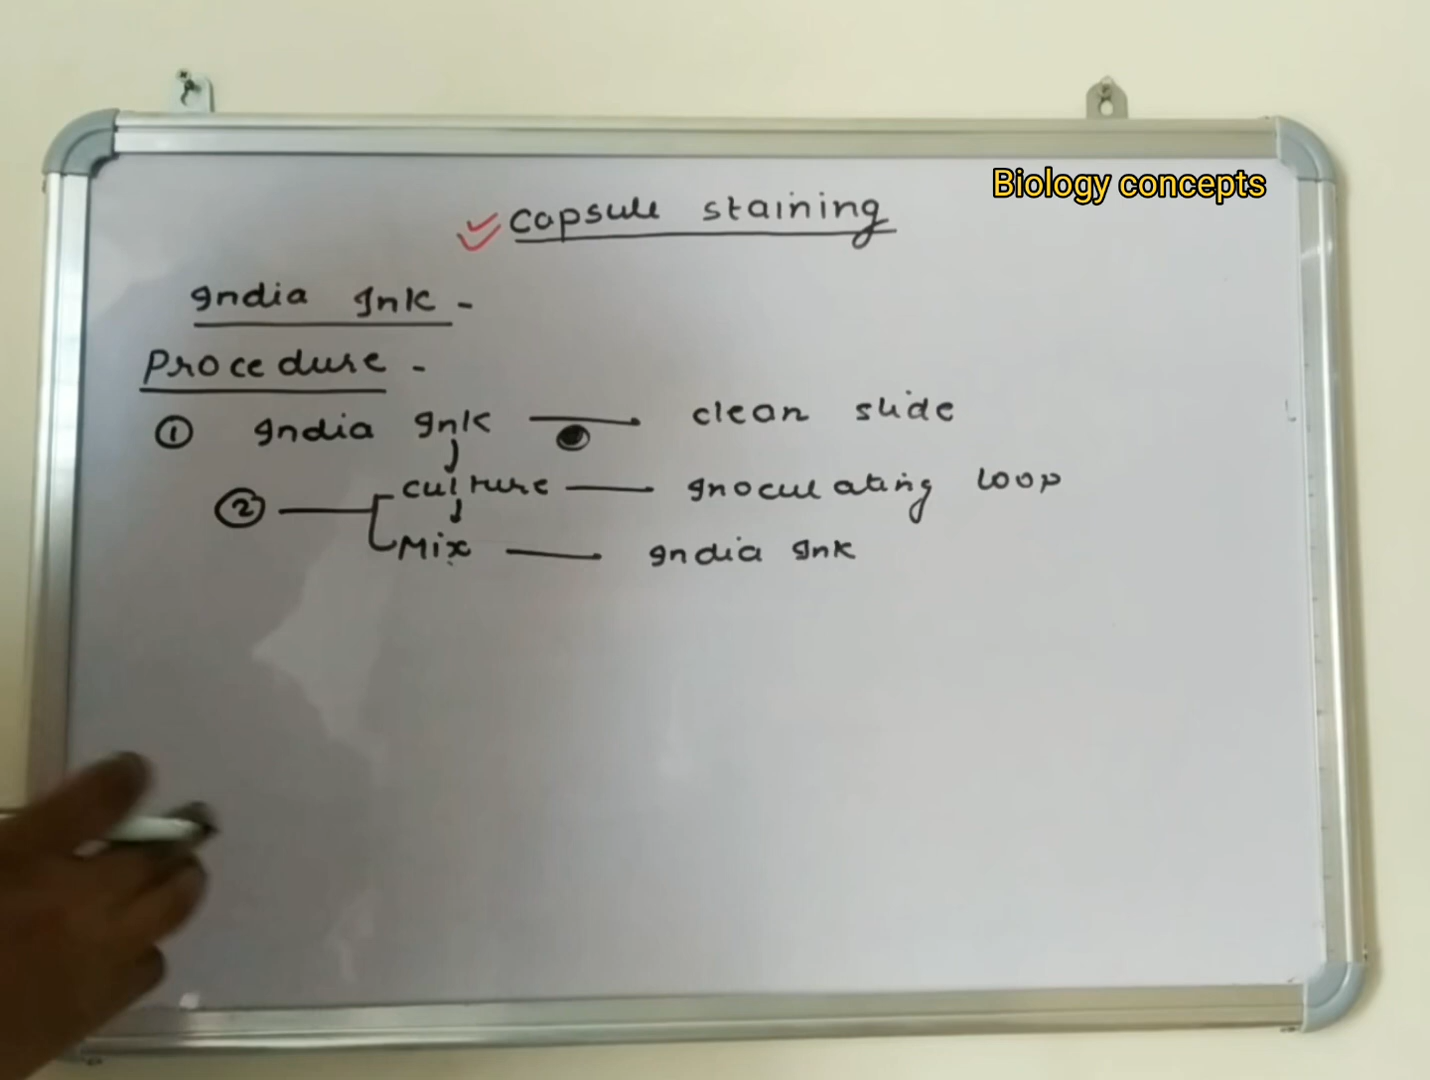 Biology concepts
Capsule staining
India Ink -
Procedure -
① India Ink — clean slide
② — culture — Inoculating loop
Mix — India Ink